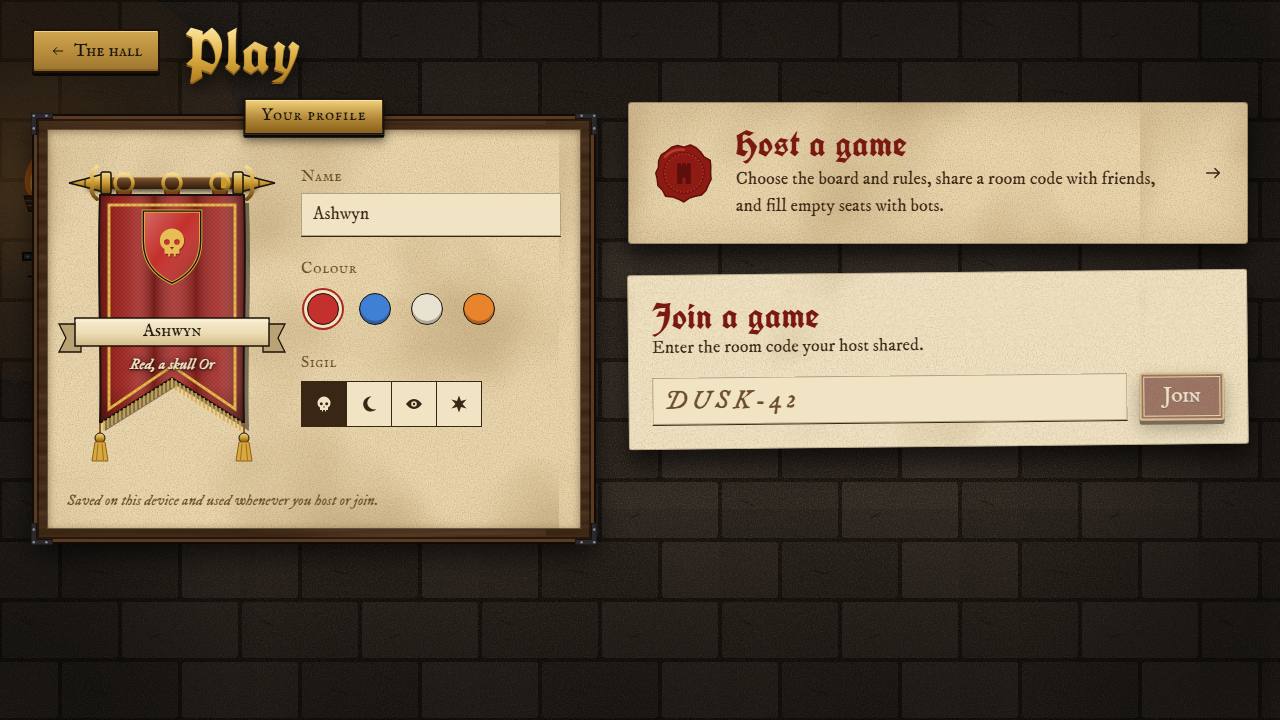 ← The hall
Play
Your profile
Name
Ashwyn
Colour
Ashwyn
Red, a skull Or
Sigil
Saved on this device and used whenever you host or join.
Host a game
Choose the board and rules, share a room code with friends,
and fill empty seats with bots.
→
Join a game
Enter the room code your host shared.
DUSK-42
Join